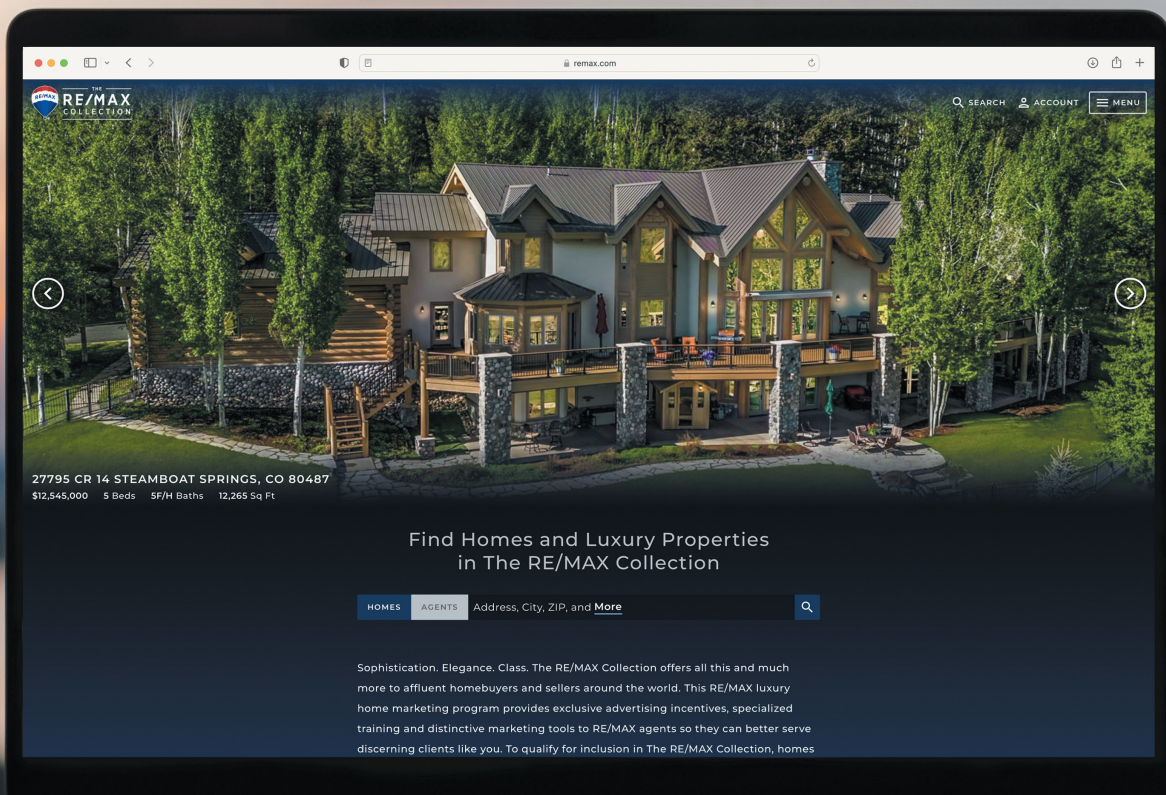 remax.com
RE/MAX
THE
RE/MAX
COLLECTION
SEARCH
ACCOUNT
MENU
27795 CR 14 STEAMBOAT SPRINGS, CO 80487
$12,545,000 5 Beds 5F/H Baths 12,265 Sq Ft
Find Homes and Luxury Properties
in The RE/MAX Collection
HOMES AGENTS Address, City, ZIP, and More
Sophistication. Elegance. Class. The RE/MAX Collection offers all this and much
more to affluent homebuyers and sellers around the world. This RE/MAX luxury
home marketing program provides exclusive advertising incentives, specialized
training and distinctive marketing tools to RE/MAX agents so they can better serve
discerning clients like you. To qualify for inclusion in The RE/MAX Collection, homes